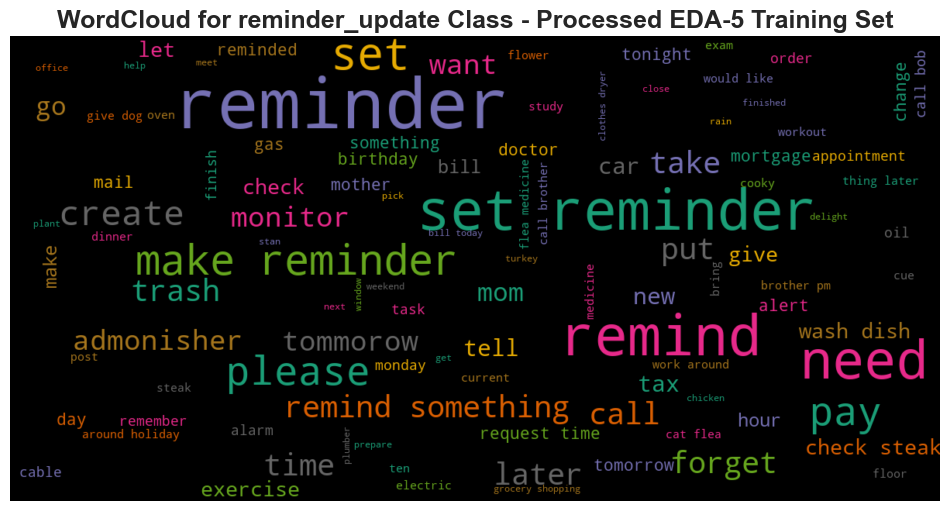 WordCloud for reminder_update Class - Processed EDA-5 Training Set
let
reminded
set
want
flower
tonight
exam
order
office
help
meet
would like
change
call bob
go
give dog
oven
reminder
study
clothes dryer
close
finished
rain
workout
gas
something
birthday
bill
doctor
car
take
mortgage
appointment
mail
finish
check
mother
pick
flea medicine
call brother
cooky
thing later
create
monitor
set reminder
delight
plant
dinner
stan
bill today
put
give
oil
make
make reminder
turkey
bring
cue
trash
window
weekend
mom
medicine
new
brother pm
alert
next
task
admonisher
tommorow
tell
remind
wash dish
post
please
monday
get
work around
need
steak
current
tax
chicken
remind something
call
pay
day
remember
around holiday
alarm
plumber
prepare
request time
hour
cat flea
check steak
cable
time
ten
later
tomorrow
forget
floor
exercise
electric
grocery shopping